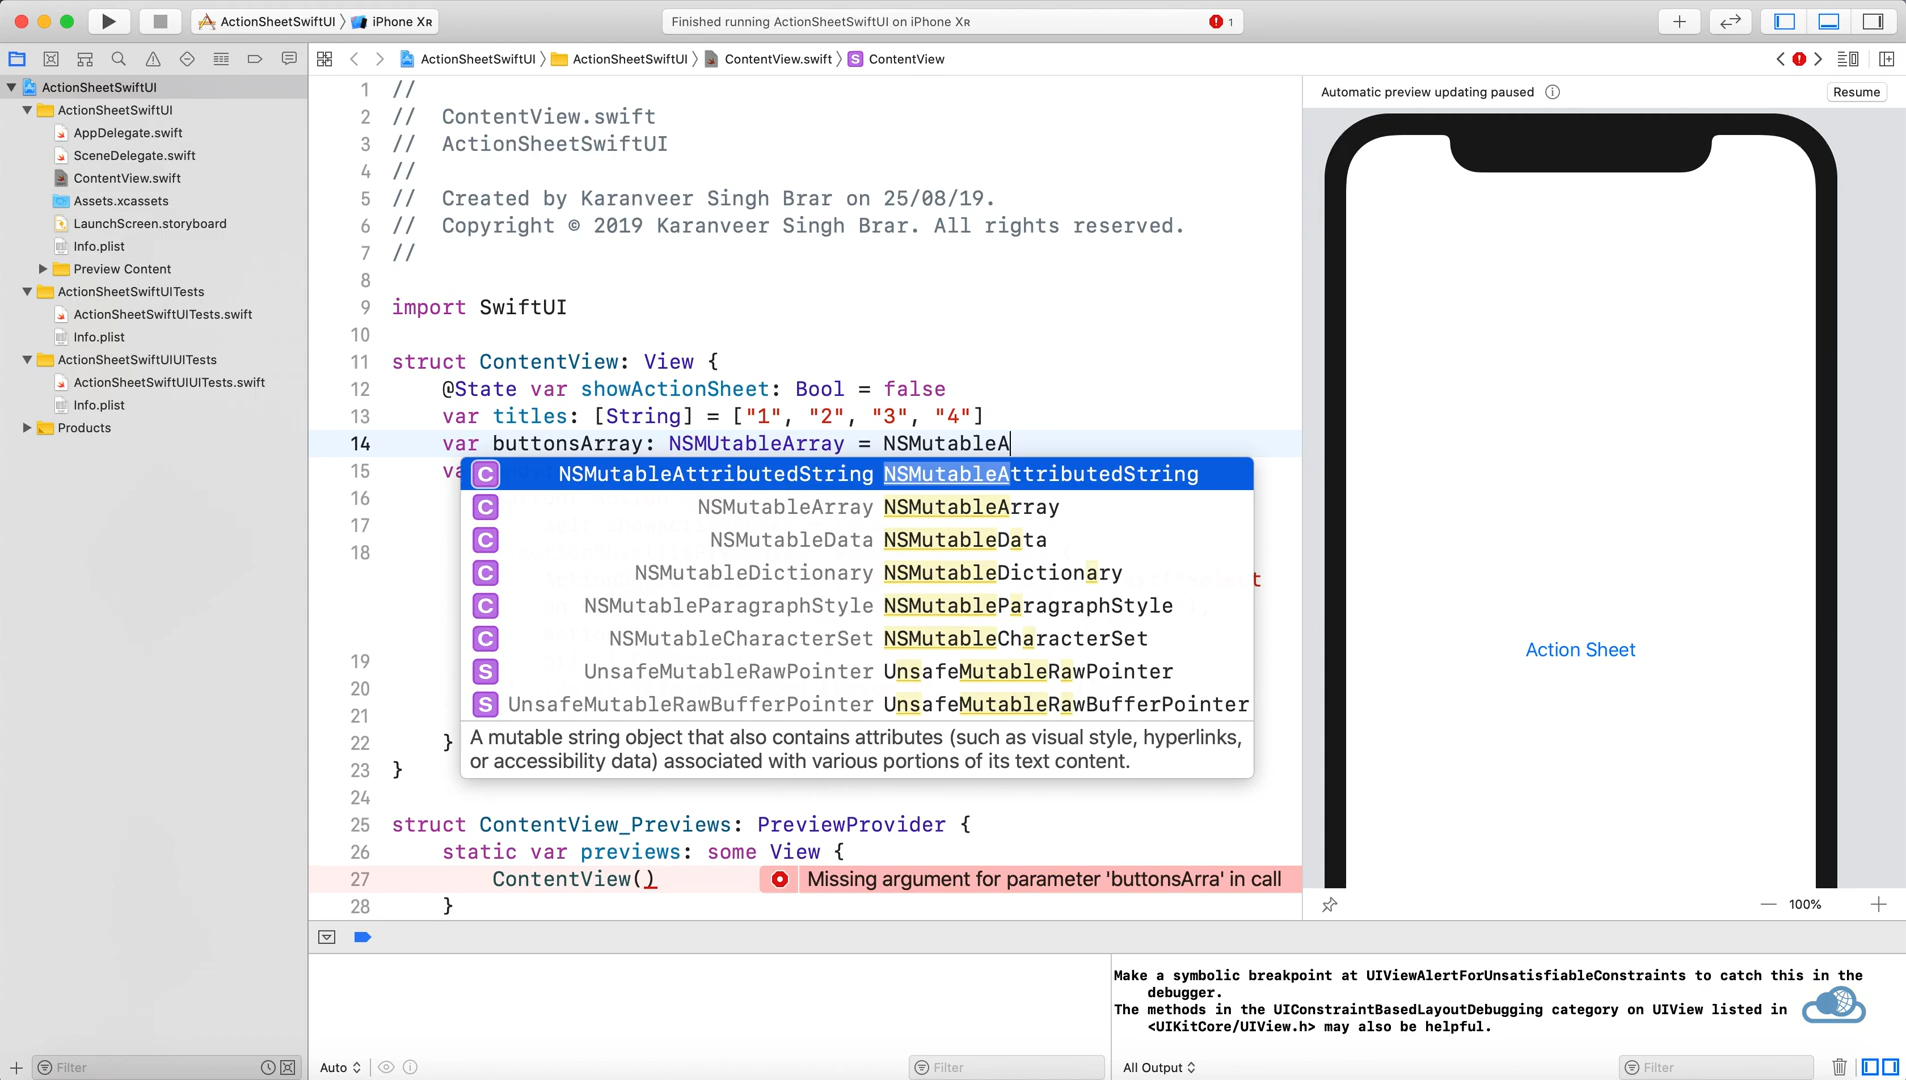 ActionSheetSwiftUI
iPhone XR
Finished running ActionSheetSwiftUI on iPhone XR
1
ActionSheetSwiftUI
ActionSheetSwiftUI
ContentView.swift
ContentView
ActionSheetSwiftUI
ActionSheetSwiftUI
AppDelegate.swift
SceneDelegate.swift
ContentView.swift
Assets.xcassets
LaunchScreen.storyboard
Info.plist
Preview Content
ActionSheetSwiftUITests
ActionSheetSwiftUITests.swift
Info.plist
ActionSheetSwiftUIUITests
ActionSheetSwiftUIUITests.swift
Info.plist
Products
1 //
2 // ContentView.swift
3 // ActionSheetSwiftUI
4 //
5 // Created by Karanveer Singh Brar on 25/08/19.
6 // Copyright © 2019 Karanveer Singh Brar. All rights reserved.
7 //
8
9 import SwiftUI
10
11 struct ContentView: View {
12 @State var showActionSheet: Bool = false
13 var titles: [String] = ["1", "2", "3", "4"]
14 var buttonsArray: NSMUtableArray = NSMutableA
15 va
16
17
18
19
20
21
22 }
23 }
24
25 struct ContentView_Previews: PreviewProvider {
26 static var previews: some View {
27 ContentView() Missing argument for parameter 'buttonsArra' in call
28 }
C NSMutableAttributedString NSMutableAttributedString
C NSMutableArray NSMutableArray
C NSMutableData NSMutableData
C NSMutableDictionary NSMutableDictionary
C NSMutableParagraphStyle NSMutableParagraphStyle
C NSMutableCharacterSet NSMutableCharacterSet
S UnsafeMutableRawPointer UnsafeMutableRawPointer
S UnsafeMutableRawBufferPointer UnsafeMutableRawBufferPointer
A mutable string object that also contains attributes (such as visual style, hyperlinks,
or accessibility data) associated with various portions of its text content.
Automatic preview updating paused
Resume
Action Sheet
100%
Make a symbolic breakpoint at UIViewAlertForUnsatisfiableConstraints to catch this in the
debugger.
The methods in the UIConstraintBasedLayoutDebugging category on UIView listed in
<UIKitCore/UIView.h> may also be helpful.
Filter
Auto
Filter
All Output
Filter